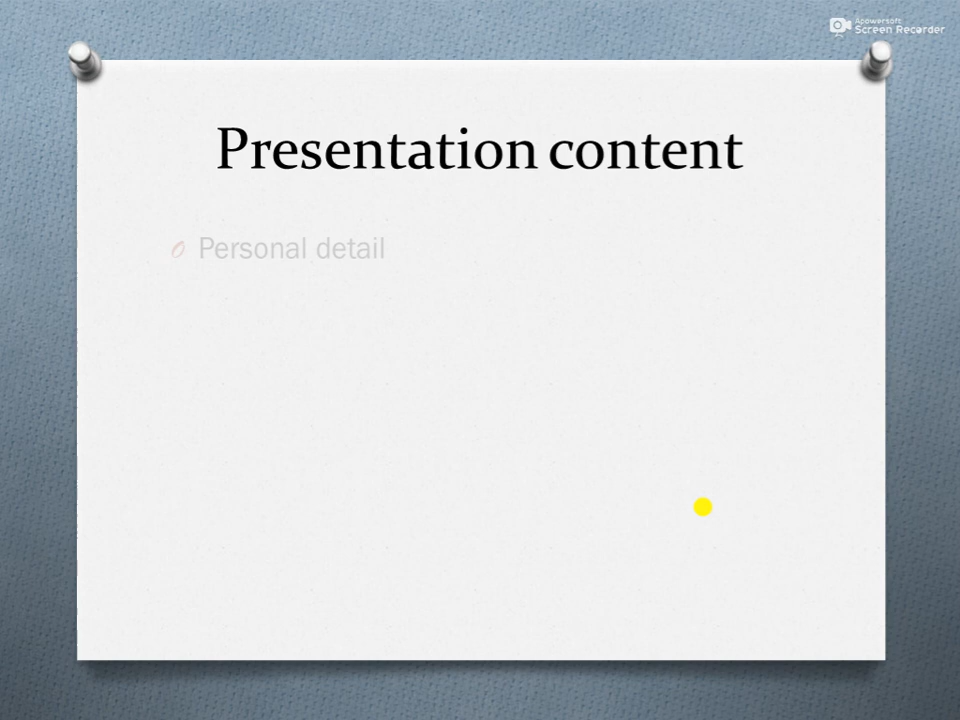 Apowersoft
Screen Recorder
Presentation content
Personal detail